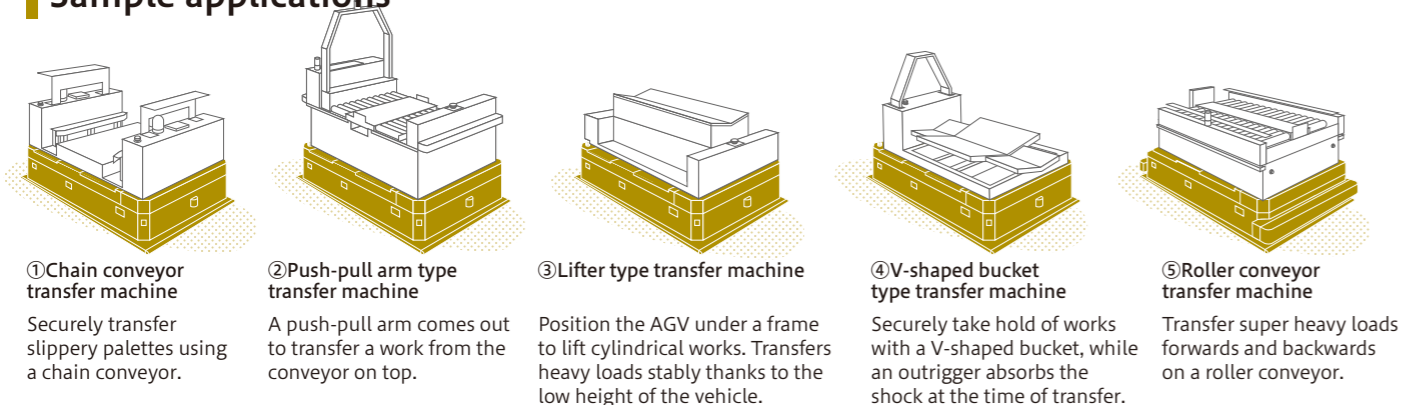 Sample applications
①Chain conveyor
transfer machine
Securely transfer
slippery palettes using
a chain conveyor.
②Push-pull arm type
transfer machine
A push-pull arm comes out
to transfer a work from the
conveyor on top.
③Lifter type transfer machine
Position the AGV under a frame
to lift cylindrical works. Transfers
heavy loads stably thanks to the
low height of the vehicle.
④V-shaped bucket
type transfer machine
Securely take hold of works
with a V-shaped bucket, while
an outrigger absorbs the
shock at the time of transfer.
⑤Roller conveyor
transfer machine
Transfer super heavy loads
forwards and backwards
on a roller conveyor.